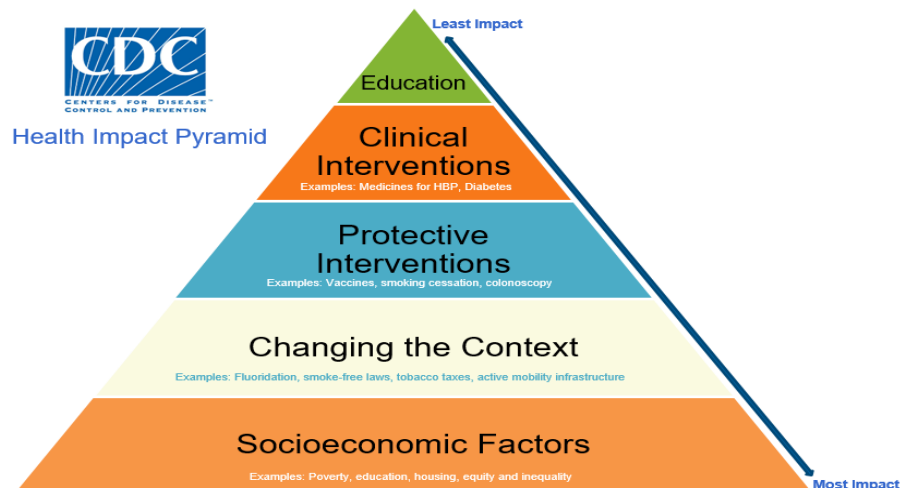 Least Impact
CDC
CENTERS FOR DISEASE™
CONTROL AND PREVENTION
Health Impact Pyramid
Education
Clinical
Interventions
Examples: Medicines for HBP, Diabetes
Protective
Interventions
Examples: Vaccines, smoking cessation, colonoscopy
Changing the Context
Examples: Fluoridation, smoke-free laws, tobacco taxes, active mobility infrastructure
Socioeconomic Factors
Examples: Poverty, education, housing, equity and inequality
Most Impact